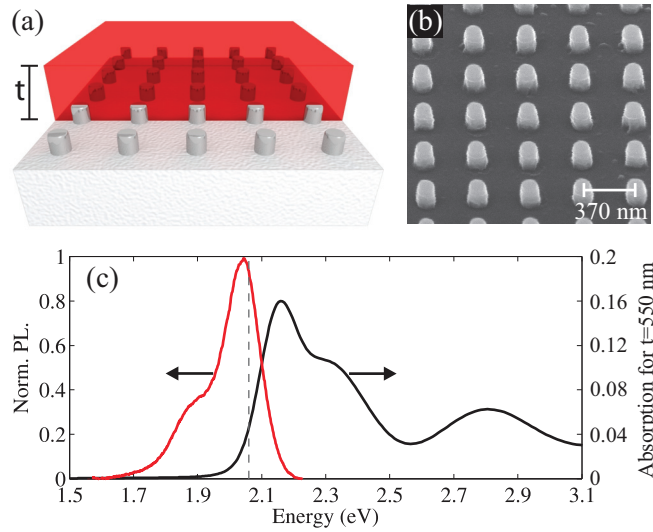 (a)
t
(b)
370 nm
(c)
Norm. PL.
1
0.8
0.6
0.4
0.2
0
0.2
0.16
0.12
0.08
0.04
0
Absorption for t=550 nm
1.5 1.7 1.9 2.1 2.3 2.5 2.7 2.9 3.1
Energy (eV)